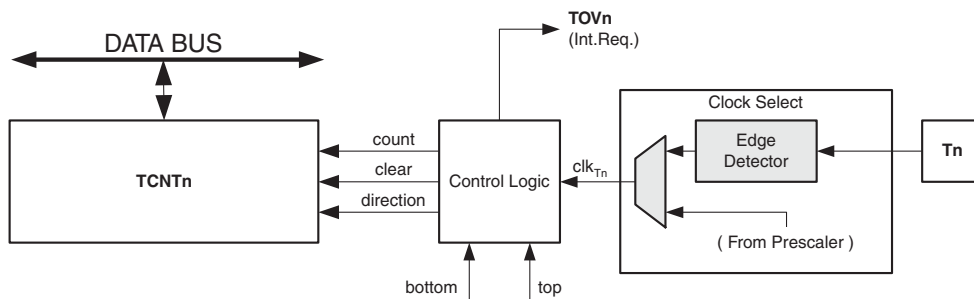 DATA BUS
TOVn
(Int.Req.)
Clock Select
count
Edge
Detector
Tn
TCNTn
clear
Control Logic
clkTn
direction
( From Prescaler )
bottom
top